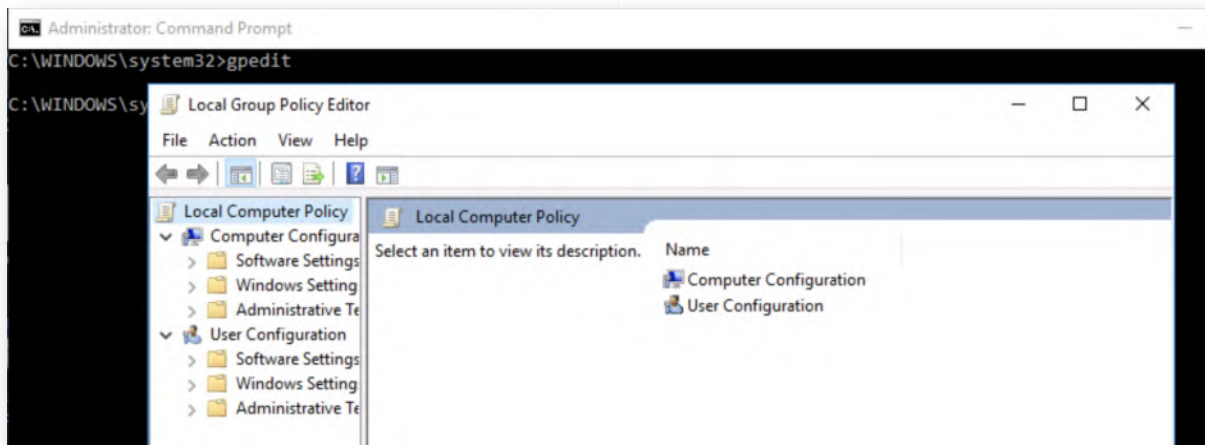 Administrator: Command Prompt
C:\WINDOWS\system32>gpedit
C:\WINDOWS\sy
Local Group Policy Editor
File Action View Help
Local Computer Policy
Computer Configura
Software Settings
Windows Setting
Administrative Te
User Configuration
Software Settings
Windows Setting
Administrative Te
Local Computer Policy
Select an item to view its description.
Name
Computer Configuration
User Configuration